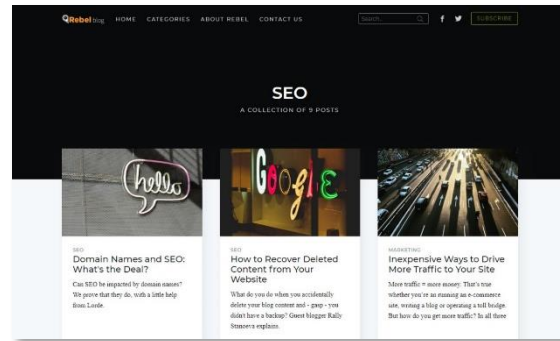 Rebel blog HOME CATEGORIES ABOUT REBEL CONTACT US Search... SUBSCRIBE
SEO
A COLLECTION OF 9 POSTS
hello
Google
SEO
Domain Names and SEO:
What's the Deal?
Can SEO be impacted by domain names?
We prove that they do, with a little help
from Lorde.
SEO
How to Recover Deleted
Content from Your
Website
What do you do when you accidentally
delete your blog content and - gasp - you
didn't have a backup? Guest blogger Rally
Stanoeva explains.
MARKETING
Inexpensive Ways to Drive
More Traffic to Your Site
More traffic = more money. That's true
whether you're an running an e-commerce
site, writing a blog or operating a toll bridge.
But how do you get more traffic? In all three